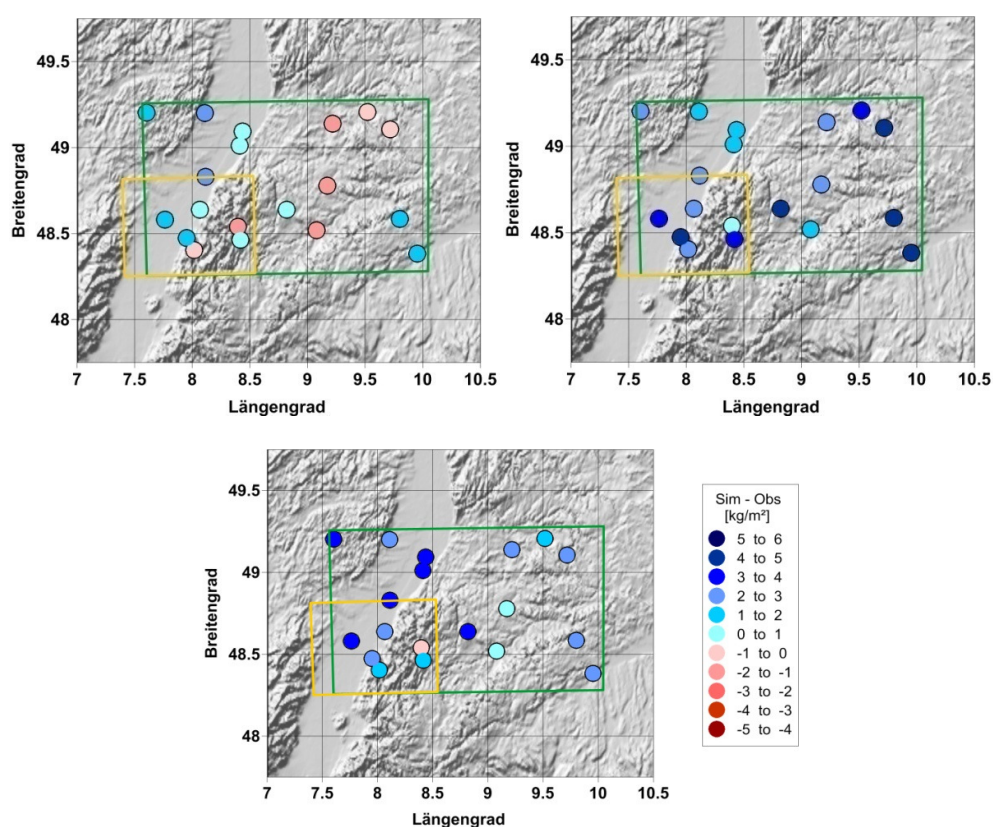 49.5
49
48.5
48
Breitengrad
7 7.5 8 8.5 9 9.5 10 10.5
Längengrad
49.5
49
48.5
48
Breitengrad
7 7.5 8 8.5 9 9.5 10 10.5
Längengrad
49.5
49
48.5
48
Breitengrad
7 7.5 8 8.5 9 9.5 10 10.5
Längengrad
Sim - Obs
[kg/m²]
5 to 6
4 to 5
3 to 4
2 to 3
1 to 2
0 to 1
-1 to 0
-2 to -1
-3 to -2
-4 to -3
-5 to -4